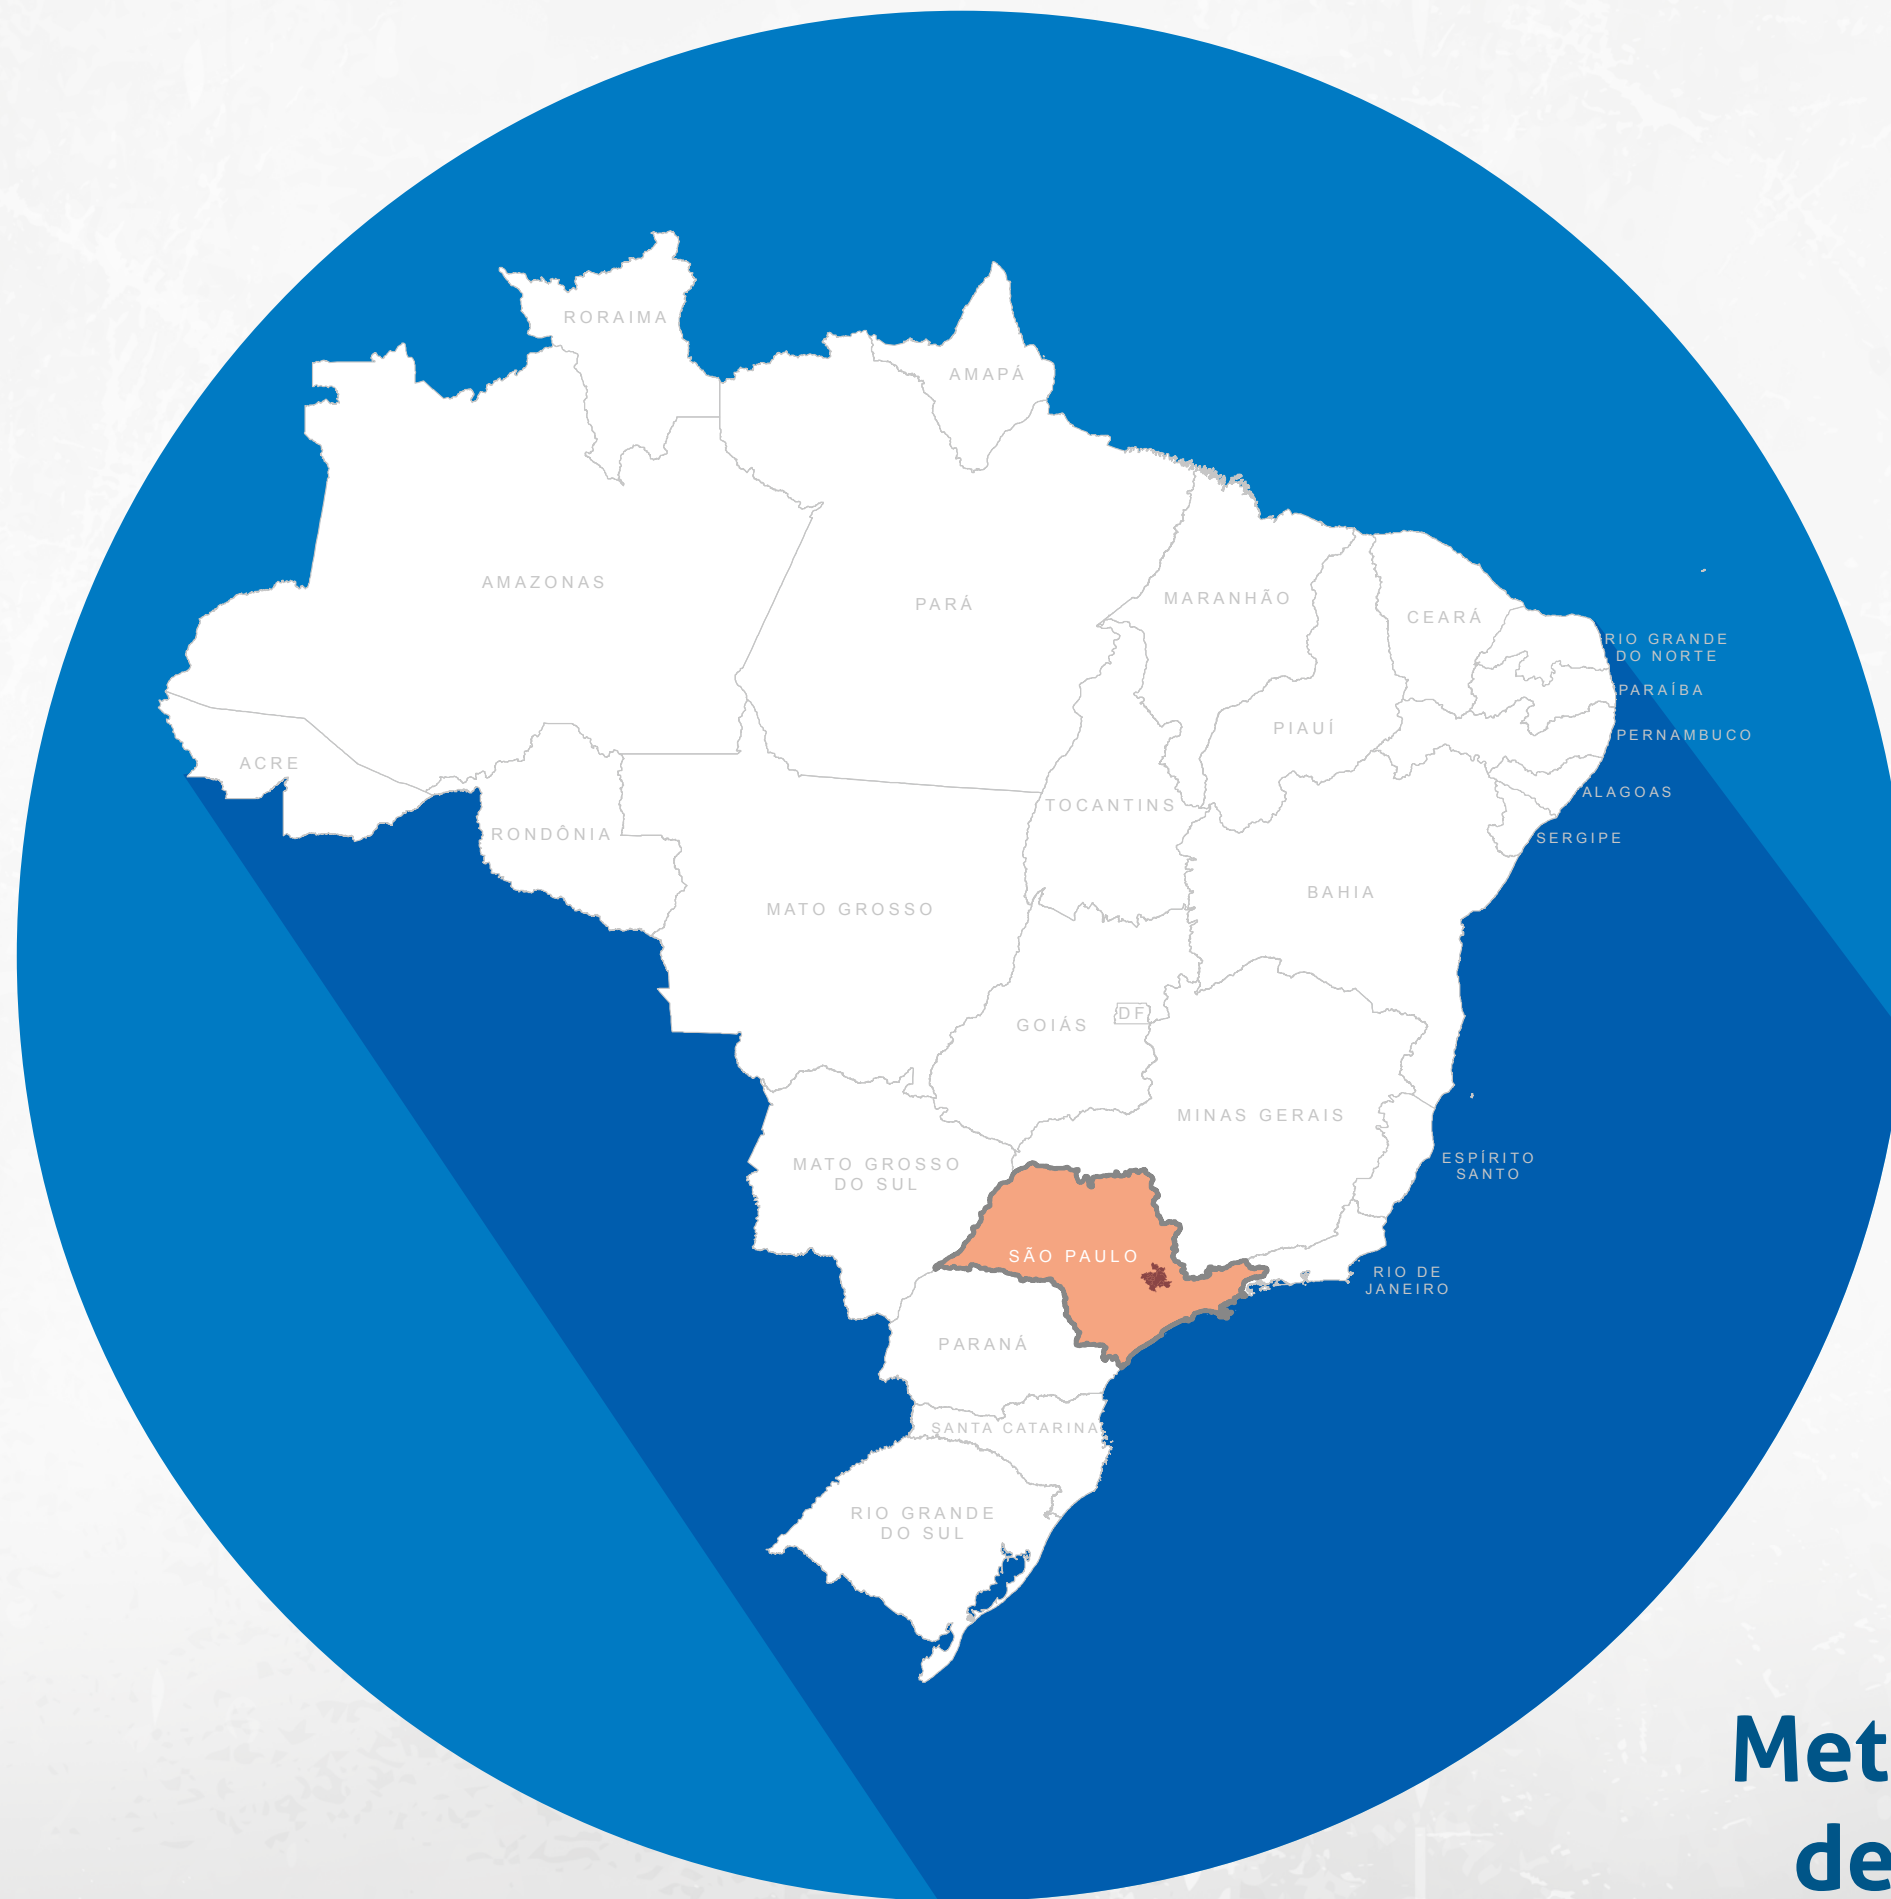 RORAIMA
AMAPÁ
AMAZONAS
PARÁ
MARANHÃO
CEARÁ
RIO GRANDE
DO NORTE
PARAÍBA
PIAUÍ
PERNAMBUCO
ACRE
TOCANTINS
ALAGOAS
RONDÔNIA
SERGIPE
BAHIA
MATO GROSSO
GOIÁS
DF
MINAS GERAIS
MATO GROSSO
DO SUL
ESPÍRITO
SANTO
SÃO PAULO
RIO DE
JANEIRO
PARANÁ
SANTA CATARINA
RIO GRANDE
DO SUL
Met
de